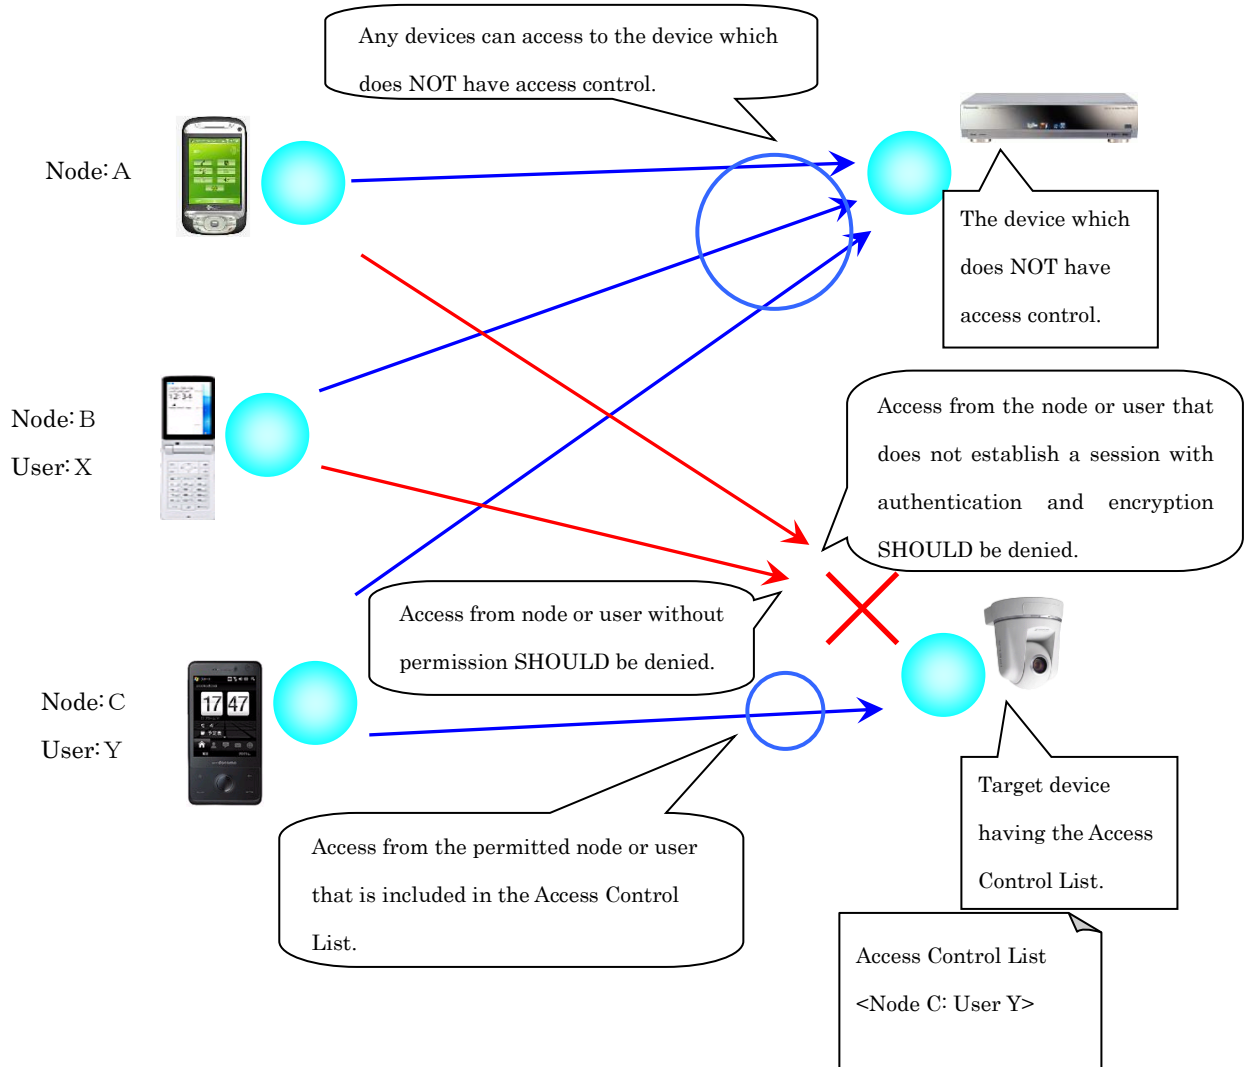 Any devices can access to the device which
does NOT have access control.
Node: A
The device which
does NOT have
access control.
Node: B
User: X
12:34
Access from the node or user that
does not establish a session with
authentication and encryption
SHOULD be denied.
Access from node or user without
permission SHOULD be denied.
Node: C
User: Y
17 47
Target device
having the Access
Control List.
Access from the permitted node or user
that is included in the Access Control
List.
Access Control List
<Node C: User Y>